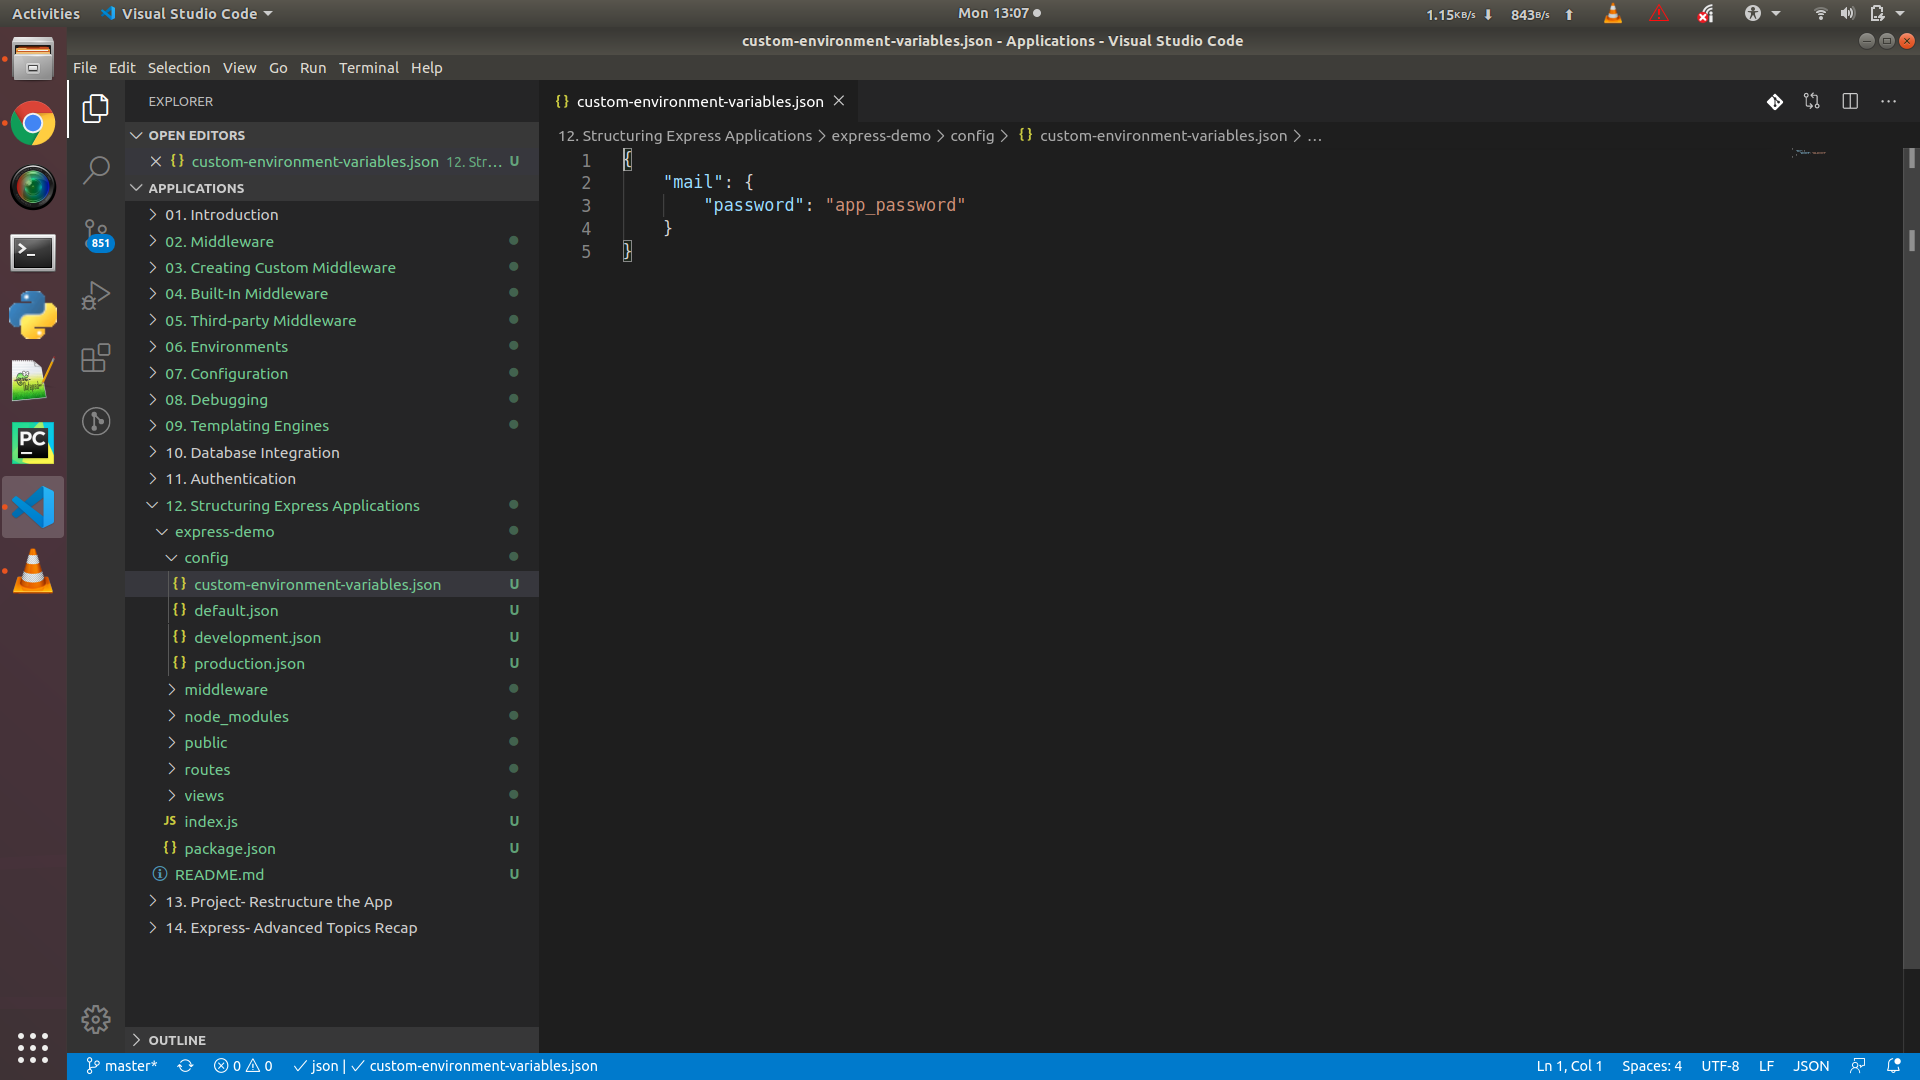 Activities Visual Studio Code Mon 13:07 1.15KB/s 843B/s
custom-environment-variables.json - Applications - Visual Studio Code
File Edit Selection View Go Run Terminal Help
EXPLORER
OPEN EDITORS
custom-environment-variables.json 12. Str... U
APPLICATIONS
01. Introduction
02. Middleware
03. Creating Custom Middleware
04. Built-In Middleware
05. Third-party Middleware
06. Environments
07. Configuration
08. Debugging
09. Templating Engines
10. Database Integration
11. Authentication
12. Structuring Express Applications
express-demo
config
{} custom-environment-variables.json U
{} default.json U
{} development.json U
{} production.json U
middleware
node_modules
public
routes
views
JS index.js U
{} package.json U
README.md U
13. Project- Restructure the App
14. Express- Advanced Topics Recap
OUTLINE
851
PC
{} custom-environment-variables.json
12. Structuring Express Applications > express-demo > config > {} custom-environment-variables.json > ...
1 {
2 "mail": {
3 "password": "app_password"
4 }
5 }
master* 0 0 json | custom-environment-variables.json Ln 1, Col 1 Spaces: 4 UTF-8 LF JSON